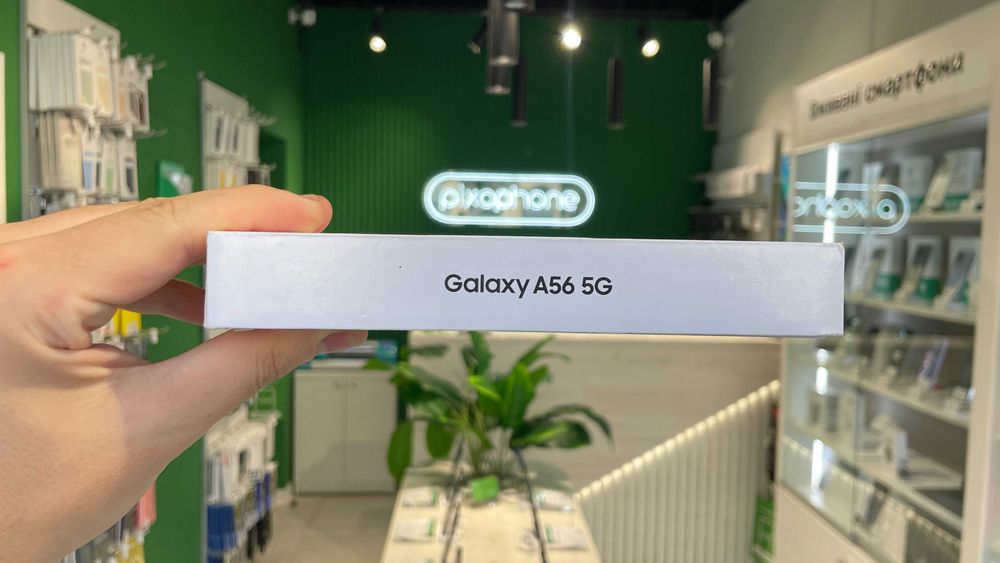 pixophone
Вживані смартфони
Galaxy A56 5G